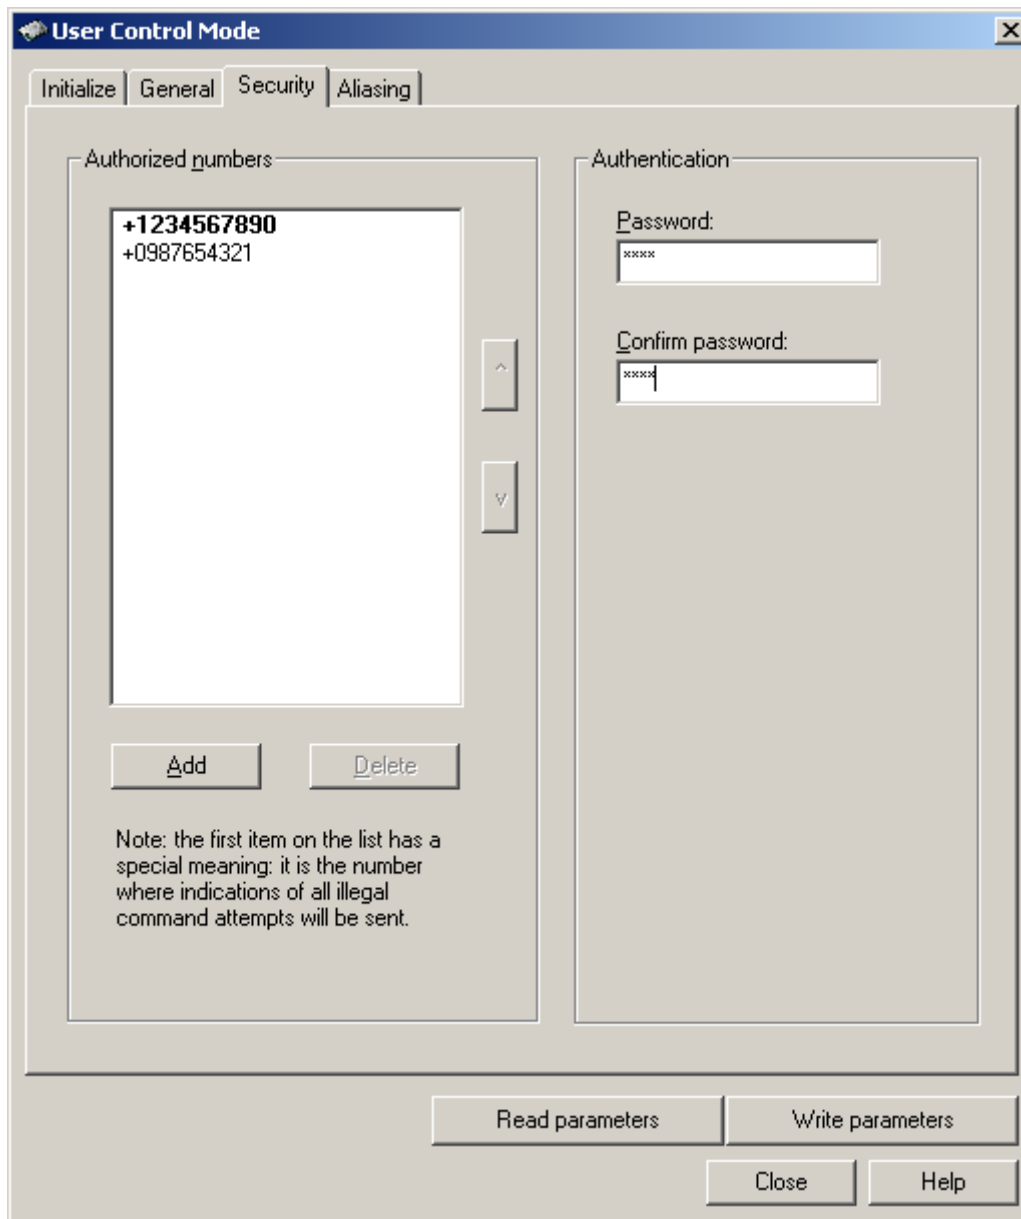 User Control Mode
Initialize General Security Aliasing
Authorized numbers
+1234567890
+0987654321
^
v
Add Delete
Note: the first item on the list has a
special meaning: it is the number
where indications of all illegal
command attempts will be sent.
Authentication
Password:
****
Confirm password:
****
Read parameters Write parameters
Close Help